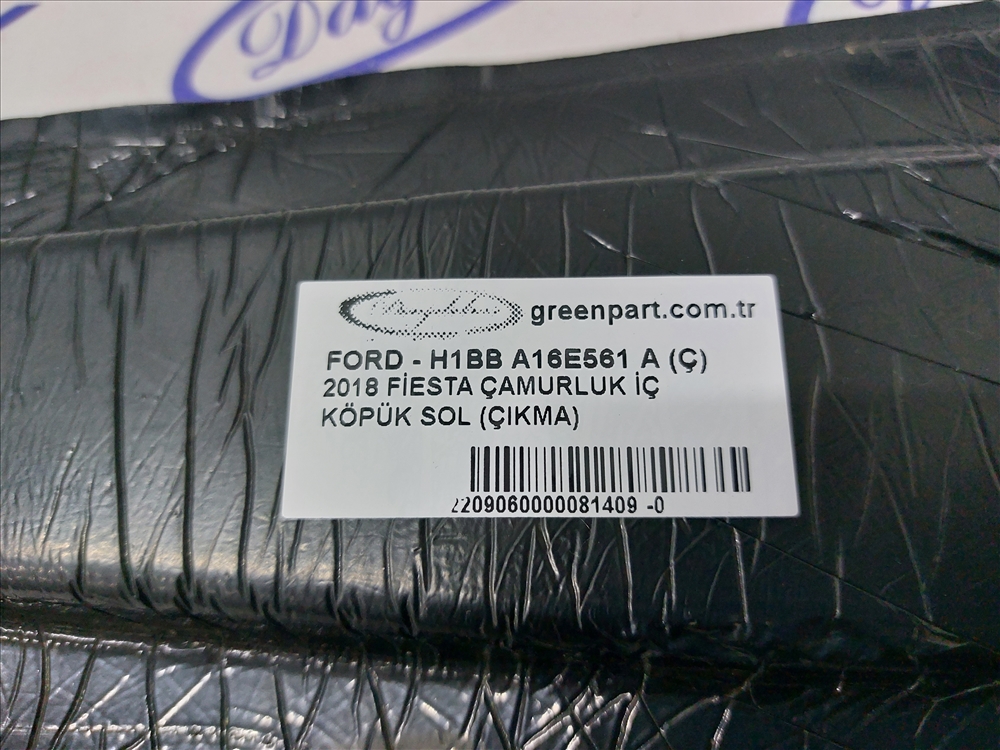 greenpart.com.tr
FORD - H1BB A16E561 A (Ç)
2018 FİESTA ÇAMURLUK İÇ
KÖPÜK SOL (ÇIKMA)
2209060000081409 -0